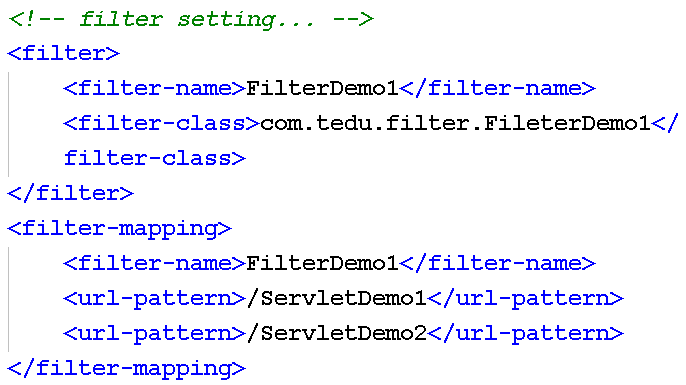 <!-- filter setting... -->
<filter>
<filter-name>FilterDemo1</filter-name>
<filter-class>com.tedu.filter.FileterDemo1</
filter-class>
</filter>
<filter-mapping>
<filter-name>FilterDemo1</filter-name>
<url-pattern>/ServletDemo1</url-pattern>
<url-pattern>/ServletDemo2</url-pattern>
</filter-mapping>